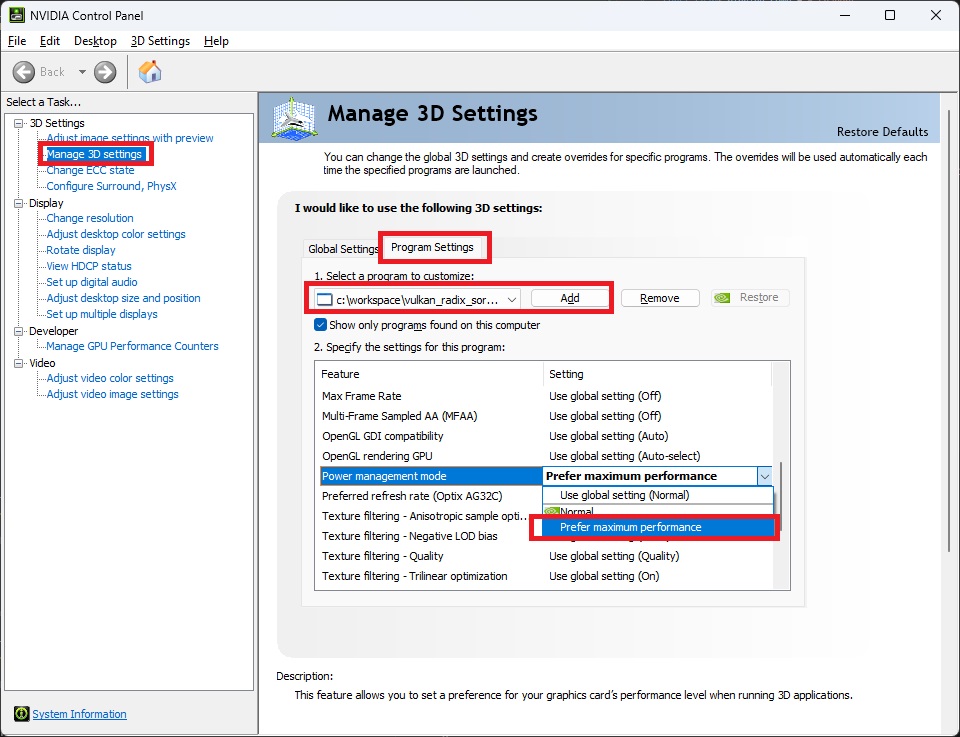 NVIDIA Control Panel
File Edit Desktop 3D Settings Help
Back
Select a Task...
3D Settings
Adjust image settings with preview
Manage 3D settings
Change ECC state
Configure Surround, PhysX
Display
Change resolution
Adjust desktop color settings
Rotate display
View HDCP status
Set up digital audio
Adjust desktop size and position
Set up multiple displays
Developer
Manage GPU Performance Counters
Video
Adjust video color settings
Adjust video image settings
System Information
Manage 3D Settings
Restore Defaults
You can change the global 3D settings and create overrides for specific programs. The overrides will be used automatically each
time the specified programs are launched.
I would like to use the following 3D settings:
Global Settings Program Settings
1. Select a program to customize:
c:\workspace\vulkan_radix_sor... Add Remove Restore
Show only programs found on this computer
2. Specify the settings for this program:
Feature Setting
Max Frame Rate Use global setting (Off)
Multi-Frame Sampled AA (MFAA) Use global setting (Off)
OpenGL GDI compatibility Use global setting (Auto)
OpenGL rendering GPU Use global setting (Auto-select)
Power management mode Prefer maximum performance
Preferred refresh rate (Optix AG32C) Use global setting (Normal)
Texture filtering - Anisotropic sample opti... Normal
Prefer maximum performance
Texture filtering - Negative LOD bias
Texture filtering - Quality Use global setting (Quality)
Texture filtering - Trilinear optimization Use global setting (On)
Description:
This feature allows you to set a preference for your graphics card's performance level when running 3D applications.